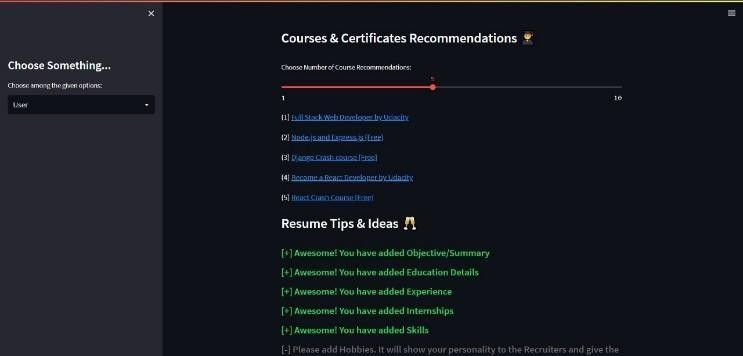 Choose Something...
Choose among the given options:
User
Courses & Certificates Recommendations
Choose Number of Course Recommendations:
5
1
10
(1) Full Stack Web Developer by Udacity
(2) Node.js and Express.js [Free]
(3) Django Crash course [Free]
(4) Become a React Developer by Udacity
(5) React Crash Course [Free]
Resume Tips & Ideas
[+] Awesome! You have added Objective/Summary
[+] Awesome! You have added Education Details
[+] Awesome! You have added Experience
[+] Awesome! You have added Internships
[+] Awesome! You have added Skills
[-] Please add Hobbies. It will show your personality to the Recruiters and give the